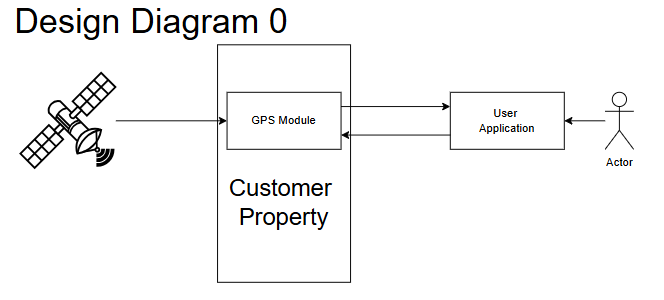 Design Diagram 0
GPS Module
User
Application
Actor
Customer
Property